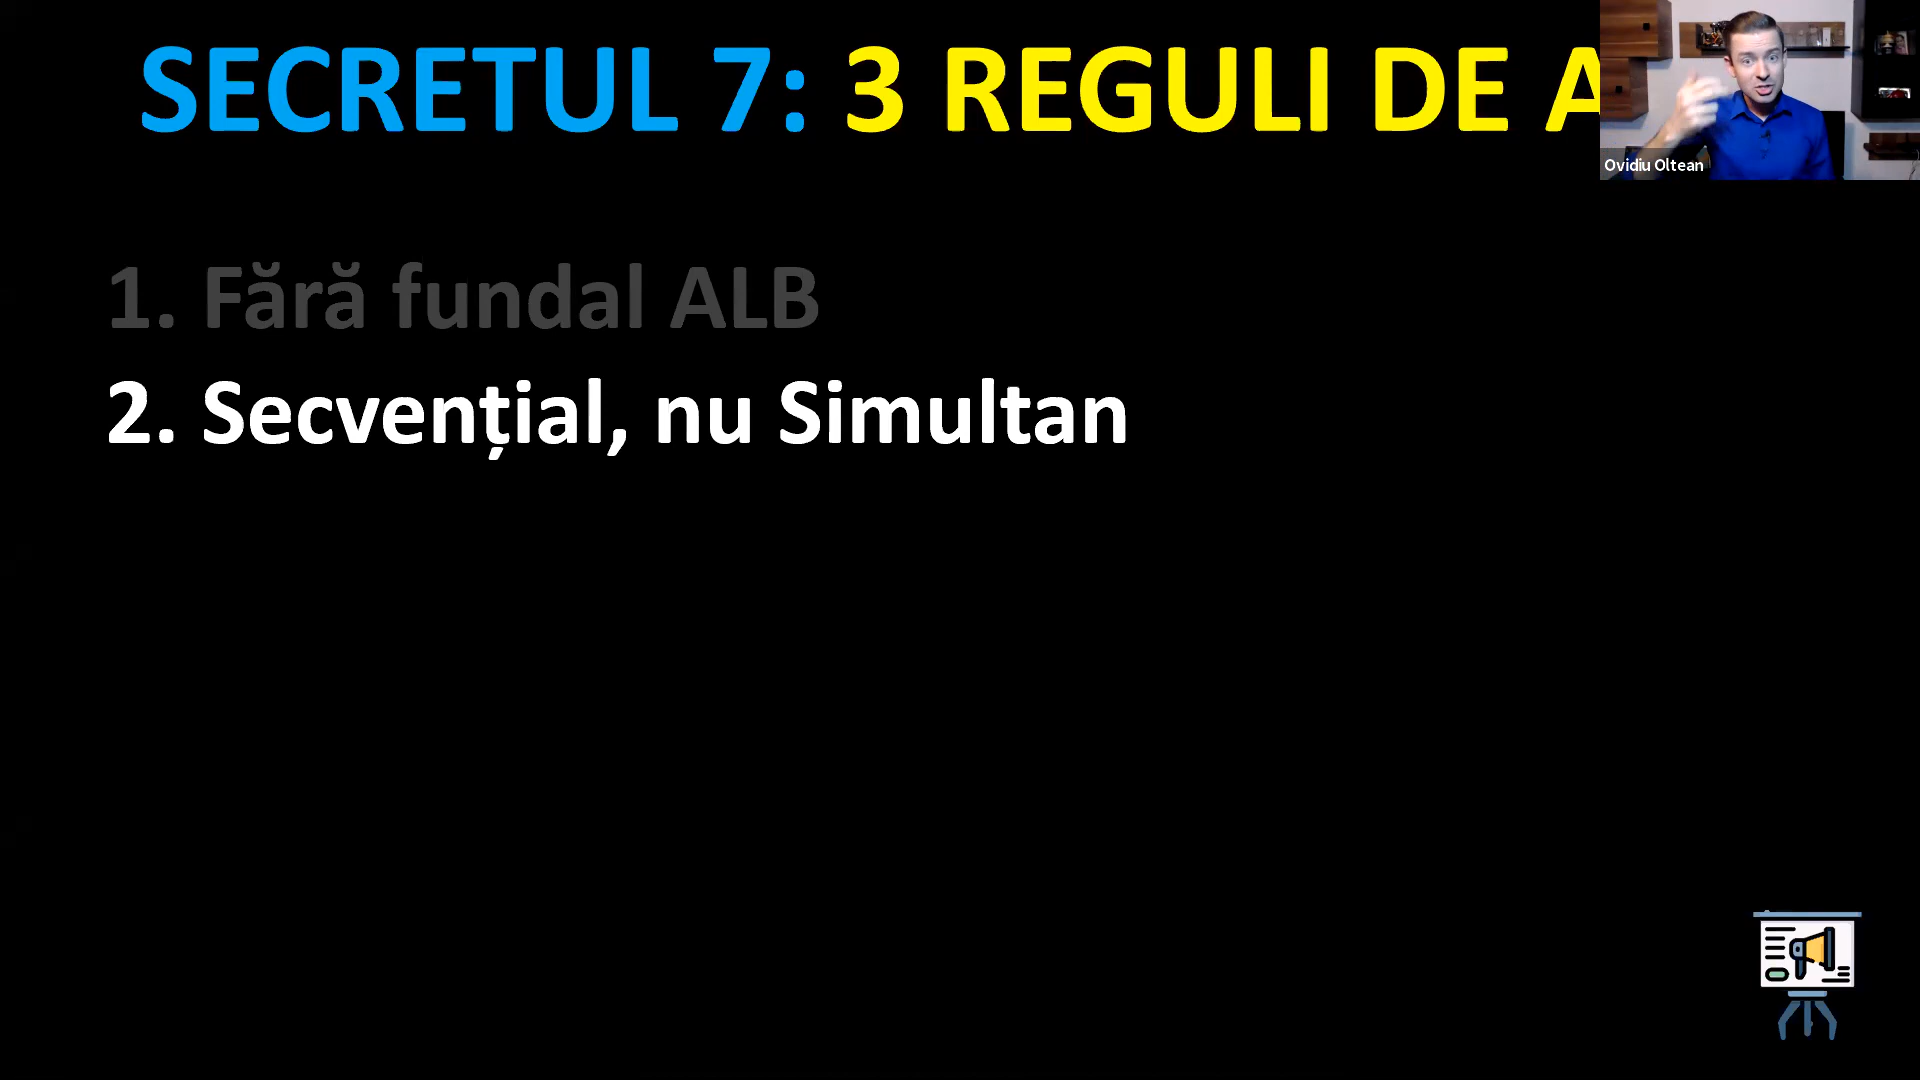 SECRETUL 7: 3 REGULI DE A
Ovidiu Oltean
1. Fără fundal ALB
2. Secvențial, nu Simultan